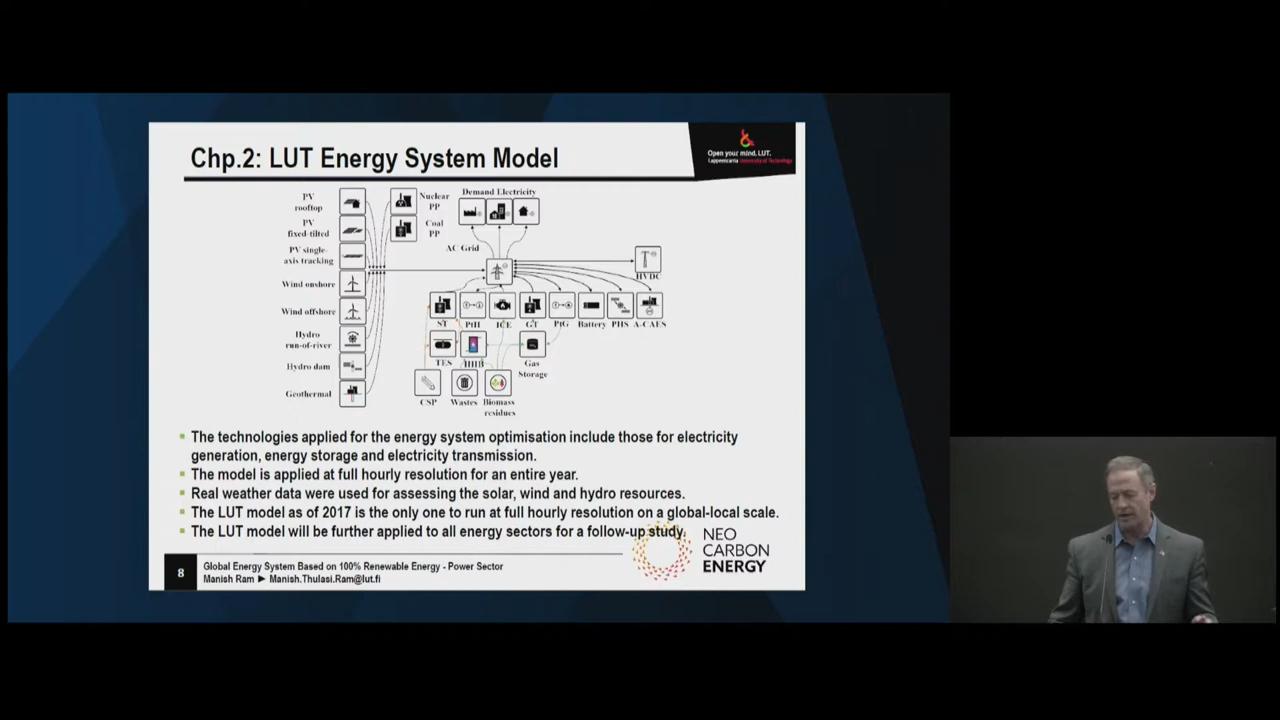 Chp.2: LUT Energy System Model
Open your mind. LUT.
Lappeenranta University of Technology
PV
rooftop
PV
fixed-tilted
PV single-
axis tracking
Wind onshore
Wind offshore
Hydro
run-of-river
Hydro dam
Geothermal
Nuclear
PP
Coal
PP
Demand Electricity
AC Grid
HVDC
ST
PtH
ICE
GT
PtG
Battery
PHS
A-CAES
TES
HHB
Gas
Storage
CSP
Wastes
Biomass
residues
The technologies applied for the energy system optimisation include those for electricity
generation, energy storage and electricity transmission.
The model is applied at full hourly resolution for an entire year.
Real weather data were used for assessing the solar, wind and hydro resources.
The LUT model as of 2017 is the only one to run at full hourly resolution on a global-local scale.
The LUT model will be further applied to all energy sectors for a follow-up study.
NEO
CARBON
ENERGY
8
Global Energy System Based on 100% Renewable Energy - Power Sector
Manish Ram ► Manish.Thulasi.Ram@lut.fi